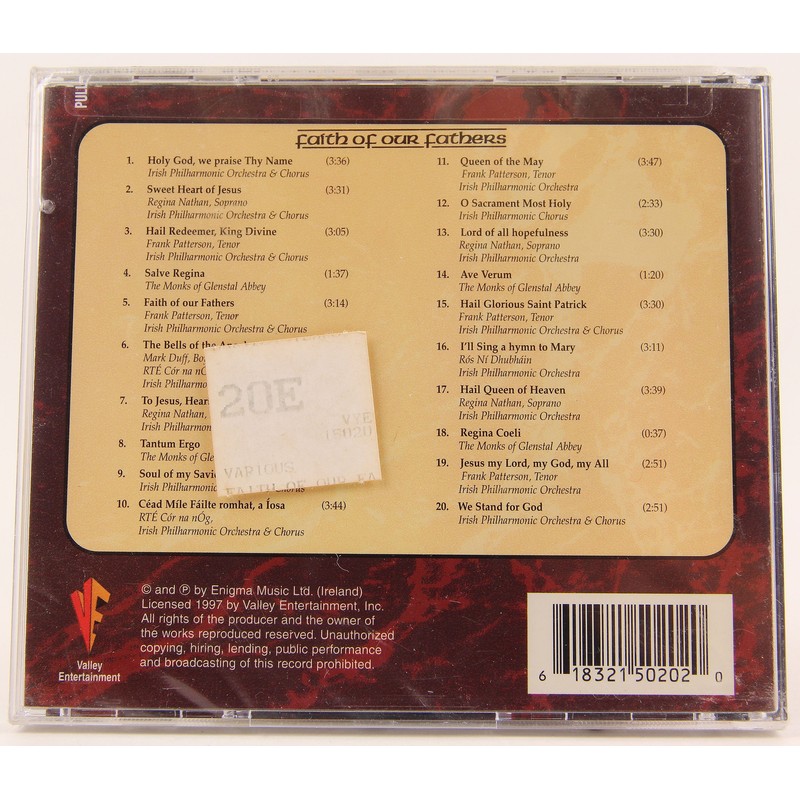 PULL
faith of our fathers
1. Holy God, we praise Thy Name (3:36)
Irish Philharmonic Orchestra & Chorus
2. Sweet Heart of Jesus (3:31)
Regina Nathan, Soprano
Irish Philharmonic Orchestra & Chorus
3. Hail Redeemer, King Divine (3:05)
Frank Patterson, Tenor
Irish Philharmonic Orchestra & Chorus
4. Salve Regina (1:37)
The Monks of Glenstal Abbey
5. Faith of our Fathers (3:14)
Frank Patterson, Tenor
Irish Philharmonic Orchestra & Chorus
6. The Bells of the
Mark Duff,
RTÉ Cór na nÓg
Irish Philharmonic
7. To Jesus,
Regina Nathan,
Irish
8. Tantum Ergo
The Monks of
9. Soul of my
Irish Chorus
10. Céad Míle Fáilte romhat, a Íosa (3:44)
RTÉ Cór na nÓg,
Irish Philharmonic Orchestra & Chorus
20E
VYE
15020
VARIOUS
FAITH OF OUR FA
11. Queen of the May (3:47)
Frank Patterson, Tenor
Irish Philharmonic Orchestra
12. O Sacrament Most Holy (2:33)
Irish Philharmonic Chorus
13. Lord of all hopefulness (3:30)
Regina Nathan, Soprano
Irish Philharmonic Orchestra
14. Ave Verum (1:20)
The Monks of Glenstal Abbey
15. Hail Glorious Saint Patrick (3:30)
Frank Patterson, Tenor
Irish Philharmonic Orchestra & Chorus
16. I'll Sing a hymn to Mary (3:11)
Rós Ní Dhubháin
17. Hail Queen of Heaven (3:39)
Regina Nathan, Soprano
Irish Philharmonic Orchestra
18. Regina Coeli (0:37)
The Monks of Glenstal Abbey
19. Jesus my Lord, my God, my All (2:51)
Frank Patterson, Tenor
Irish Philharmonic Orchestra
20. We Stand for God (2:51)
Irish Philharmonic Orchestra & Chorus
VE
Valley
Entertainment
© and ℗ by Enigma Music Ltd. (Ireland)
Licensed 1997 by Valley Entertainment, Inc.
All rights of the producer and the owner of
the works reproduced reserved. Unauthorized
copying, hiring, lending, public performance
and broadcasting of this record prohibited.
6 18321 50202 0